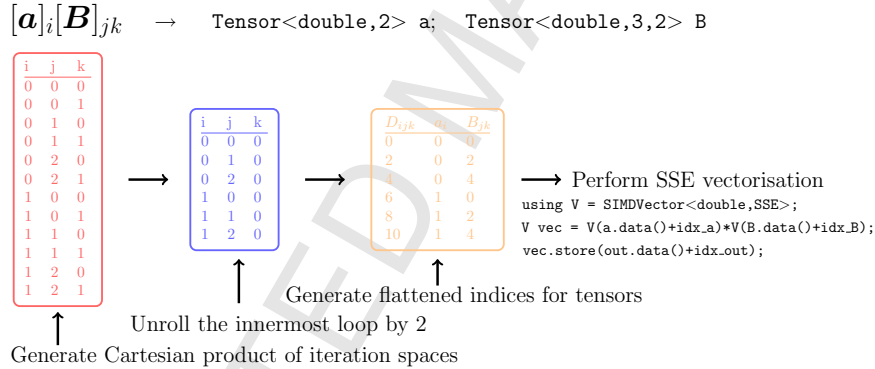 [a]i[B]jk → Tensor<double,2> a; Tensor<double,3,2> B
i j k
0 0 0
0 0 1
0 1 0
0 1 1
0 2 0
0 2 1
1 0 0
1 0 1
1 1 0
1 1 1
1 2 0
1 2 1
i j k
0 0 0
0 1 0
0 2 0
1 0 0
1 1 0
1 2 0
Dijk ai Bjk
0 0 0
2 0 2
4 0 4
6 1 0
8 1 2
10 1 4
Perform SSE vectorisation
using V = SIMDVector<double,SSE>;
V vec = V(a.data()+idx_a)*V(B.data()+idx_B);
vec.store(out.data()+idx_out);
Generate flattened indices for tensors
Unroll the innermost loop by 2
Generate Cartesian product of iteration spaces